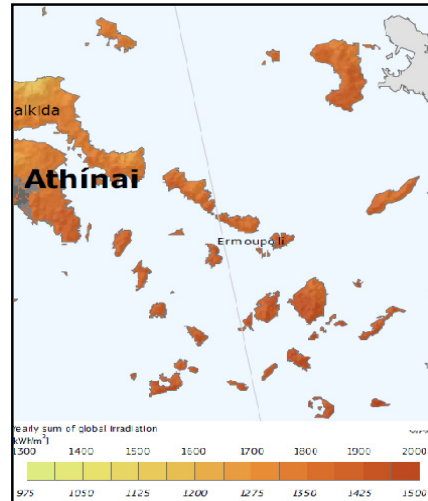 alkida
Athínai
Ermoupoli
Yearly sum of global irradiation
[kWh/m²]
1300 1400 1500 1600 1700 1800 1900 2000
975 1050 1125 1200 1275 1350 1425 1500